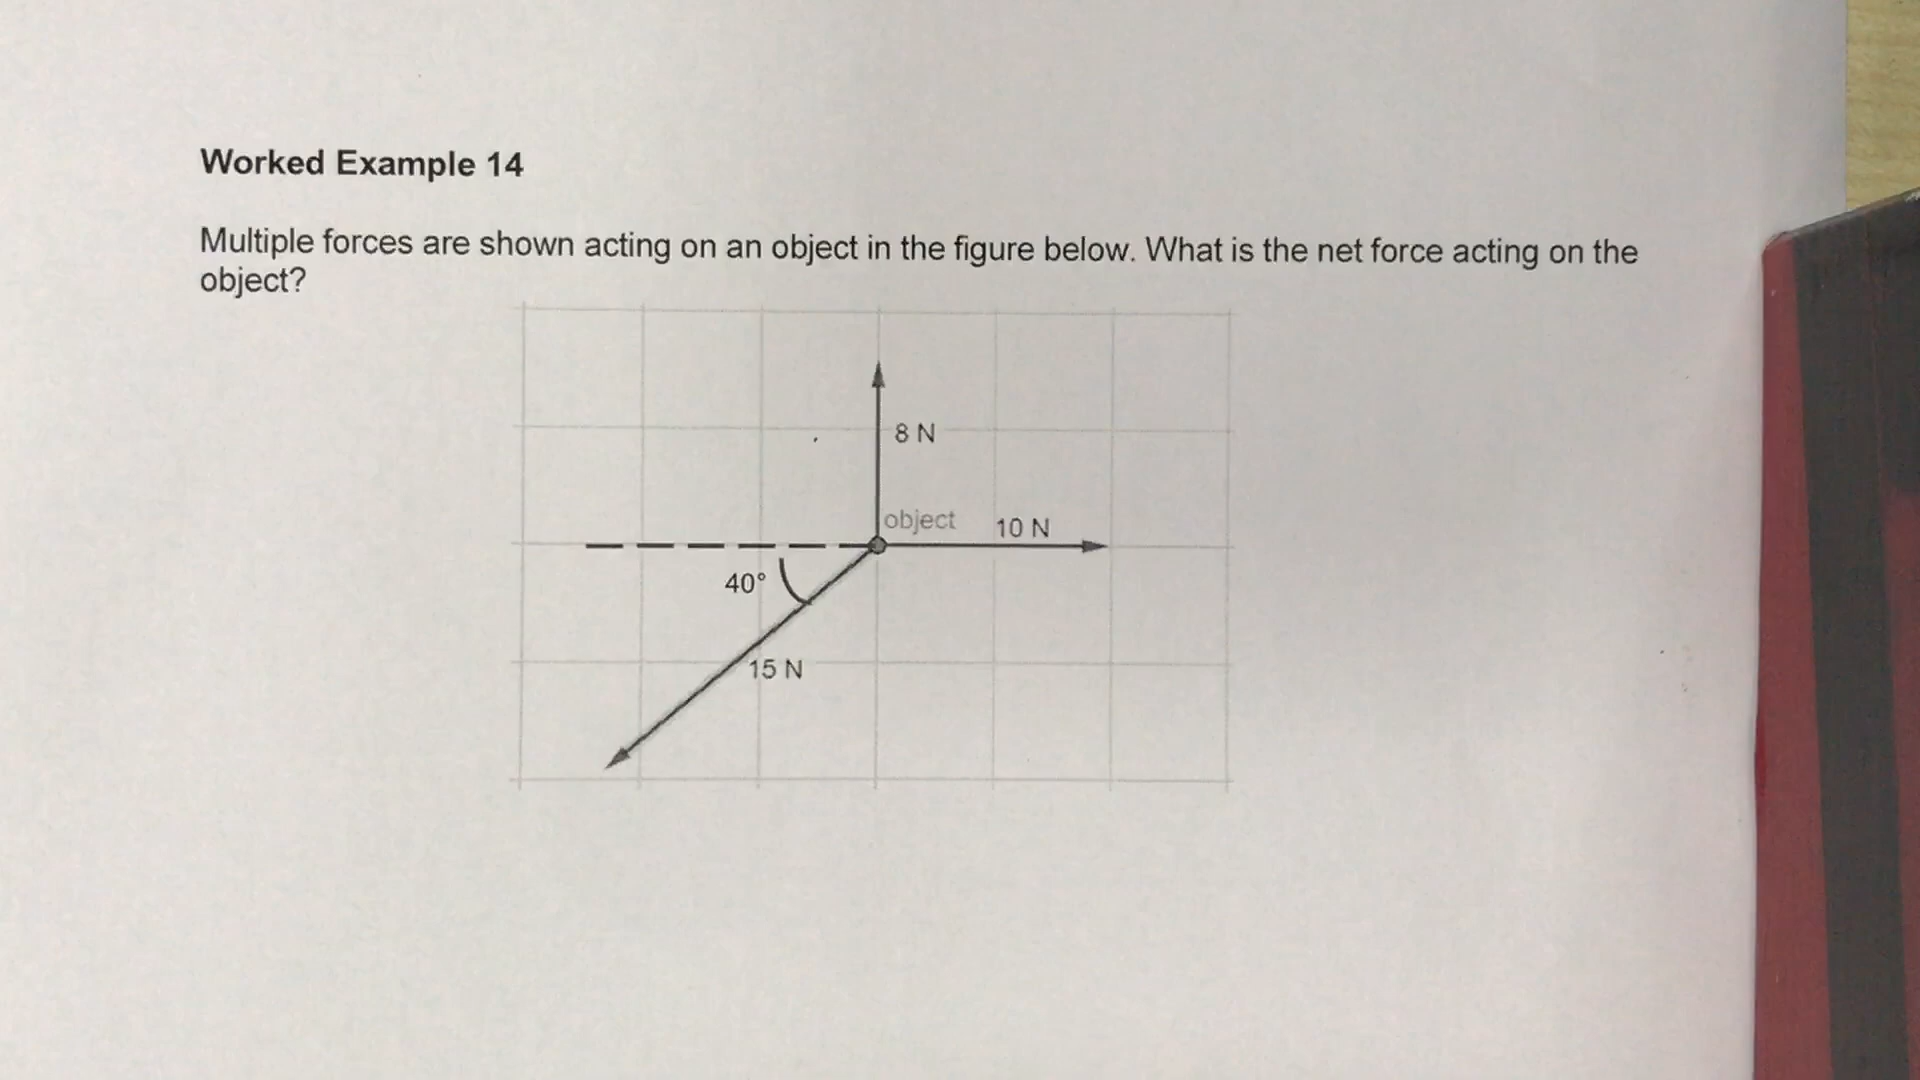 Worked Example 14
Multiple forces are shown acting on an object in the figure below. What is the net force acting on the
object?
8 N
object
10 N
40°
15 N